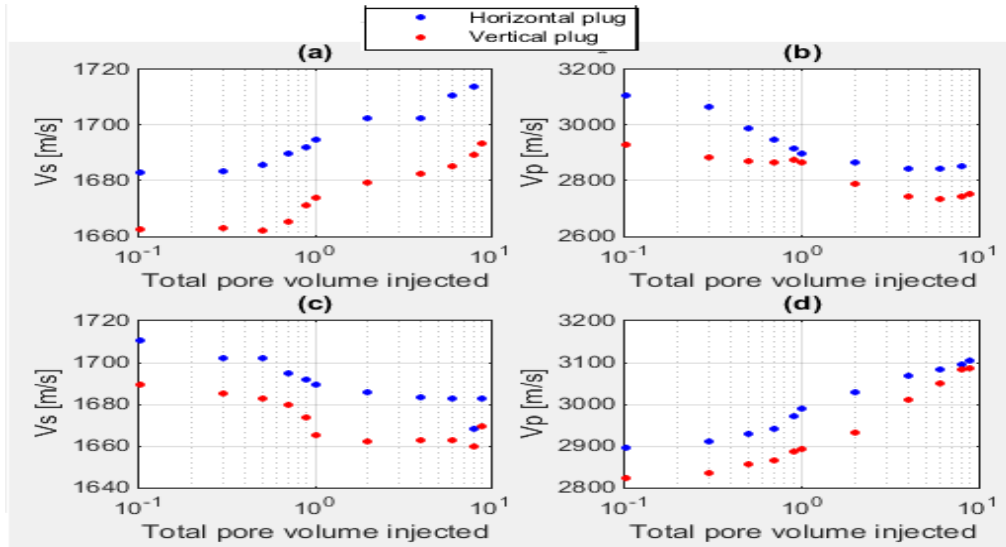 Horizontal plug
Vertical plug
(a)
1720
1700
1680
1660
Vs [m/s]
10-1
100
101
Total pore volume injected
(b)
3200
3000
2800
2600
Vp [m/s]
10-1
100
101
Total pore volume injected
(c)
1720
1700
1680
1660
1640
Vs [m/s]
10-1
100
101
Total pore volume injected
(d)
3200
3100
3000
2900
2800
Vp [m/s]
10-1
100
101
Total pore volume injected